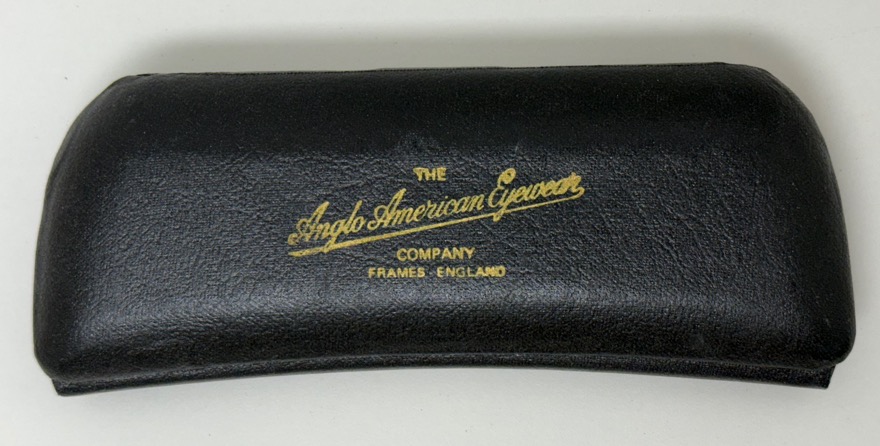 THE
Anglo American Eyewear
COMPANY
FRAMES ENGLAND